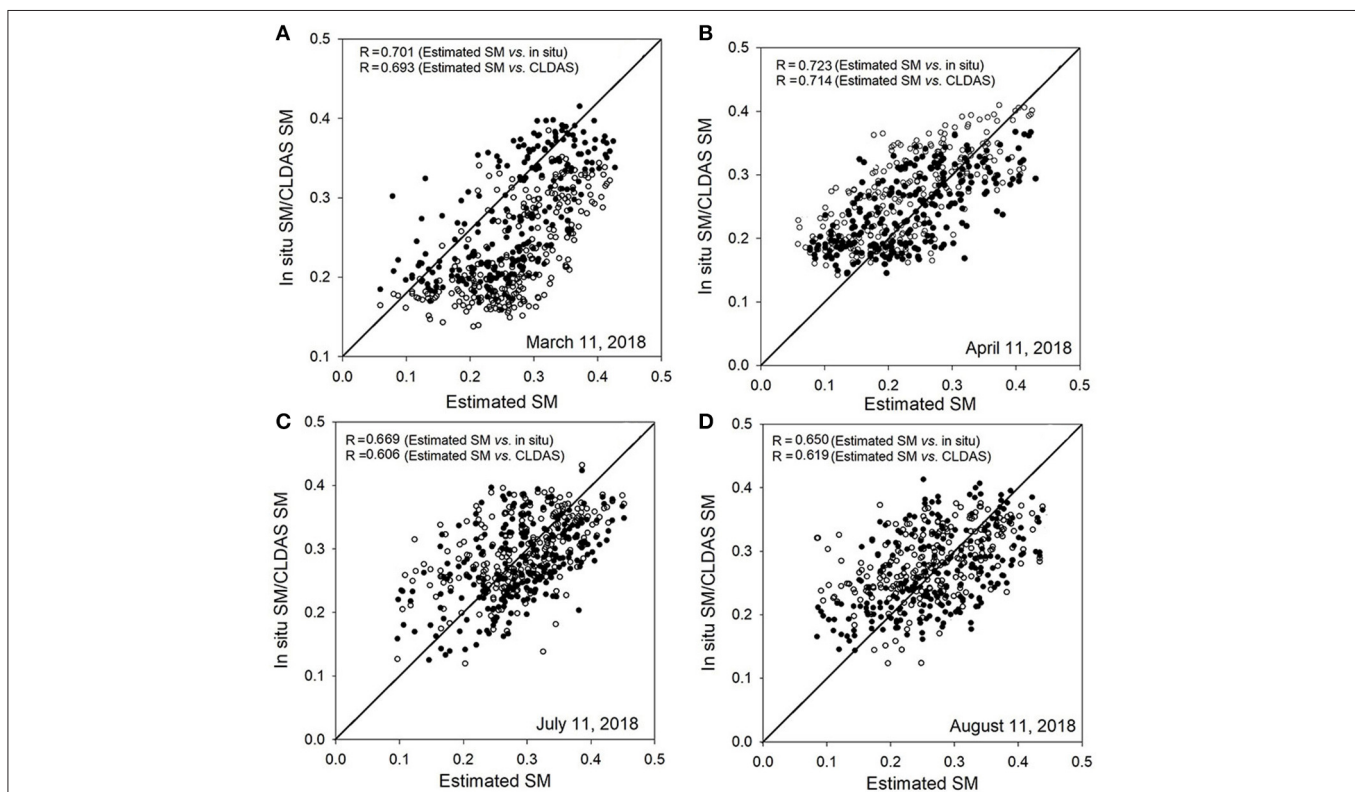 A
R=0.701 (Estimated SM vs. in situ)
R=0.693 (Estimated SM vs. CLDAS)
0.5
0.4
0.3
0.2
0.1
In situ SM/CLDAS SM
March 11, 2018
0.0 0.1 0.2 0.3 0.4 0.5
Estimated SM
B
R=0.723 (Estimated SM vs. in situ)
R=0.714 (Estimated SM vs. CLDAS)
0.5
0.4
0.3
0.2
0.1
0.0
In situ SM/CLDAS SM
April 11, 2018
0.0 0.1 0.2 0.3 0.4 0.5
Estimated SM
C
R=0.669 (Estimated SM vs. in situ)
R=0.606 (Estimated SM vs. CLDAS)
0.5
0.4
0.3
0.2
0.1
0.0
In situ SM/CLDAS SM
July 11, 2018
0.0 0.1 0.2 0.3 0.4 0.5
Estimated SM
D
R=0.650 (Estimated SM vs. in situ)
R=0.619 (Estimated SM vs. CLDAS)
0.5
0.4
0.3
0.2
0.1
0.0
In situ SM/CLDAS SM
August 11, 2018
0.0 0.1 0.2 0.3 0.4 0.5
Estimated SM